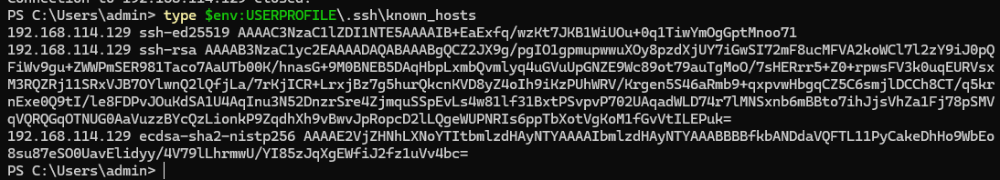 Connection to 192.168.114.129 closed.
PS C:\Users\admin> type $env:USERPROFILE\.ssh\known_hosts
192.168.114.129 ssh-ed25519 AAAAC3NzaC1lZDI1NTE5AAAAIB+EaExfq/wzKt7JKB1WiUOu+0q1TiwYmOgGptMnoo71
192.168.114.129 ssh-rsa AAAAB3NzaC1yc2EAAAADAQABAAABgQCZ2JX9g/pgIO1gpmupwwuXOy8pzdXjUY7iGwSI72mF8ucMFVA2koWCl7l2zY9iJ0pQ
FiWv9gu+ZWWPmSER981Taco7AaUTb00K/hnasG+9M0BNEB5DAqHbpLxmbQvmlyq4uGVuUpGNZE9Wc89ot79auTgMoO/7sHERrr5+Z0+rpwsFV3k0uqEURVsx
M3RQZRj11SRxVJB7OYlwnQ2lQfjLa/7rKjICR+LrxjBz7g5hurQkcnKVD8yZ4oIh9iKzPUhWRV/Krgen5S46aRmb9+qxpvwHbgqCZ5C6smjlDCCh8CT/q5kr
nExe0Q9tI/le8FDPvJOuKdSA1U4AqInu3N52DnzrSre4ZjmquSSpEvLs4w81lf31BxtPSvpvP702UAqadWLD74r7lMNSxnb6mBBto7ihJjsVhZa1Fj78pSMV
qVQRQGqOTNUG0AaVuzzBYcQzLionkP9ZqdhXh9vBwvJpRopcD2lLQgeWUPNRIs6ppTbXotVgKoM1fGvVtILEPuk=
192.168.114.129 ecdsa-sha2-nistp256 AAAAE2VjZHNhLXNoYTItbmlzdHAyNTYAAAAIbmlzdHAyNTYAAABBBBfkbANDdaVQFTL11PyCakeDhHo9WbEo
8su87eSO0UavElidyy/4V79lLhrmwU/YI85zJqXgEWfiJ2fz1uVv4bc=
PS C:\Users\admin>